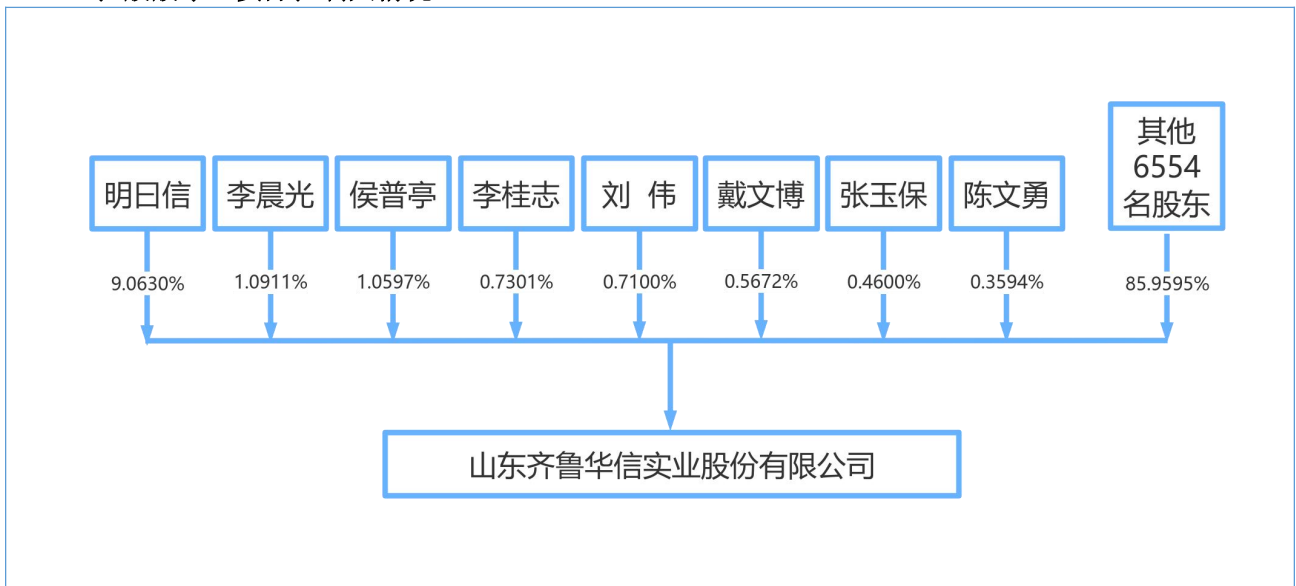 明曰信
李晨光
侯普亭
李桂志
刘 伟
戴文博
张玉保
陈文勇
其他
6554
名股东
9.0630%
1.0911%
1.0597%
0.7301%
0.7100%
0.5672%
0.4600%
0.3594%
85.9595%
山东齐鲁华信实业股份有限公司